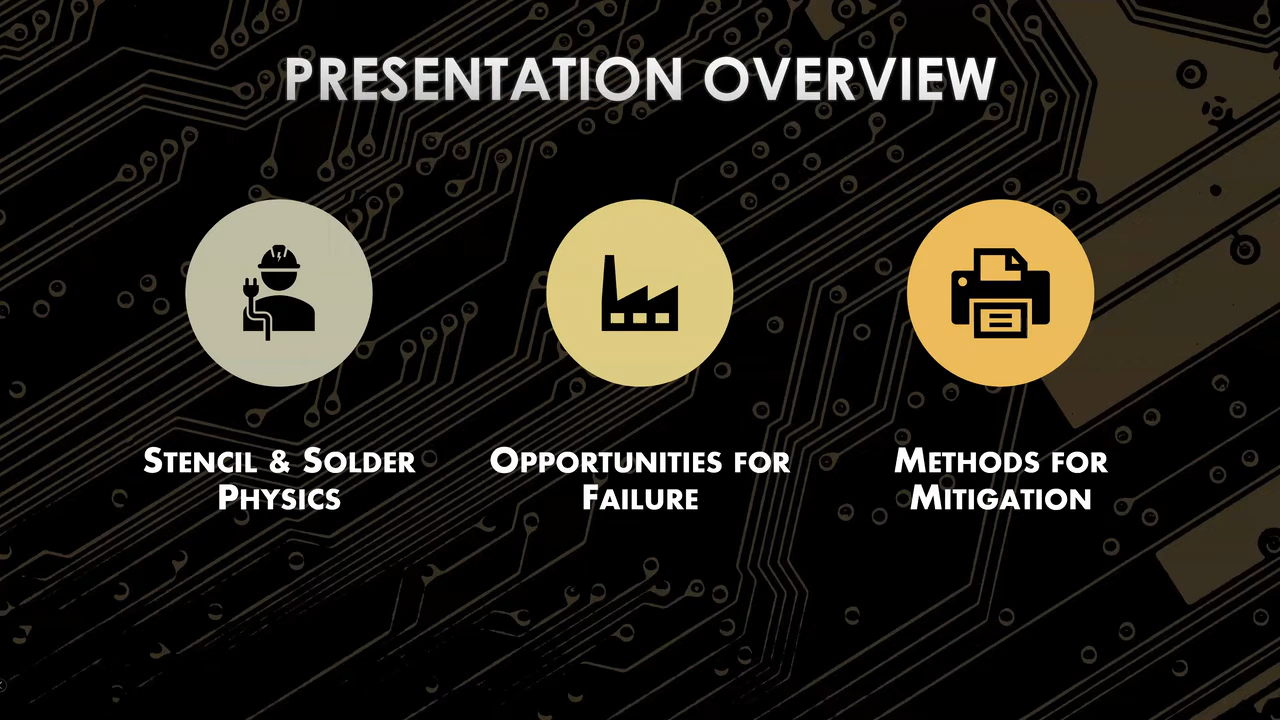 PRESENTATION OVERVIEW
STENCIL & SOLDER
PHYSICS
OPPORTUNITIES FOR
FAILURE
METHODS FOR
MITIGATION